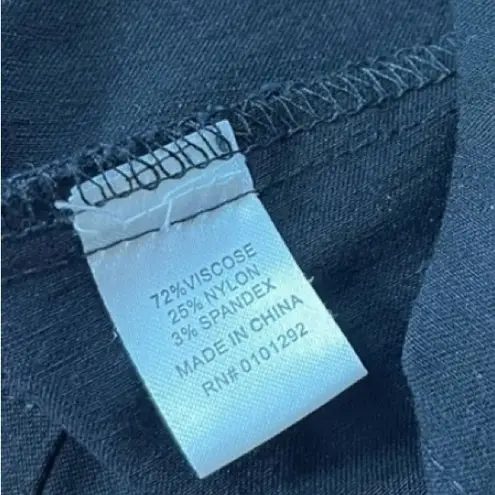 72%VISCOSE
25% NYLON
3% SPANDEX
MADE IN CHINA
RN# 0101292